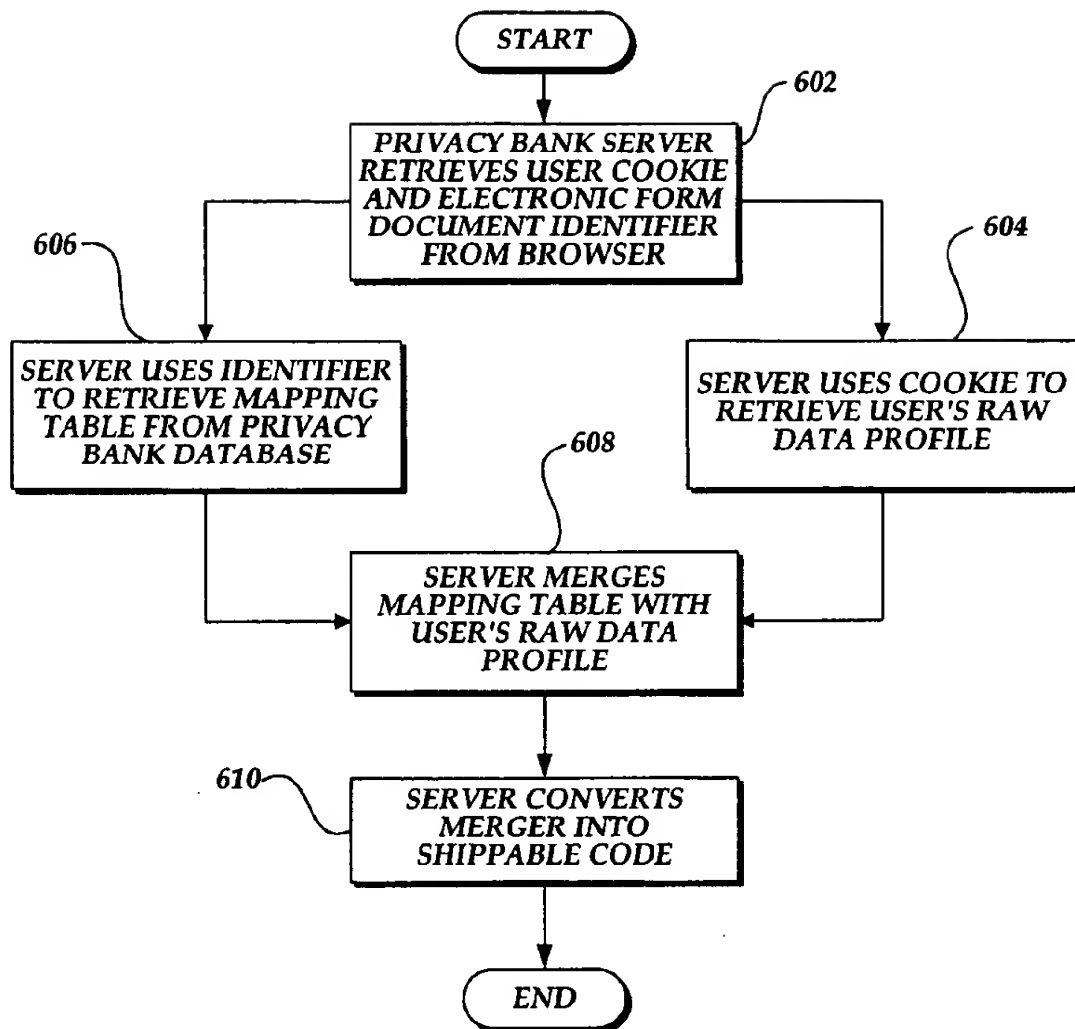 START
602
PRIVACY BANK SERVER
RETRIEVES USER COOKIE
AND ELECTRONIC FORM
DOCUMENT IDENTIFIER
FROM BROWSER
606
604
SERVER USES IDENTIFIER
TO RETRIEVE MAPPING
TABLE FROM PRIVACY
BANK DATABASE
SERVER USES COOKIE TO
RETRIEVE USER'S RAW
DATA PROFILE
608
SERVER MERGES
MAPPING TABLE WITH
USER'S RAW DATA
PROFILE
610
SERVER CONVERTS
MERGER INTO
SHIPPABLE CODE
END